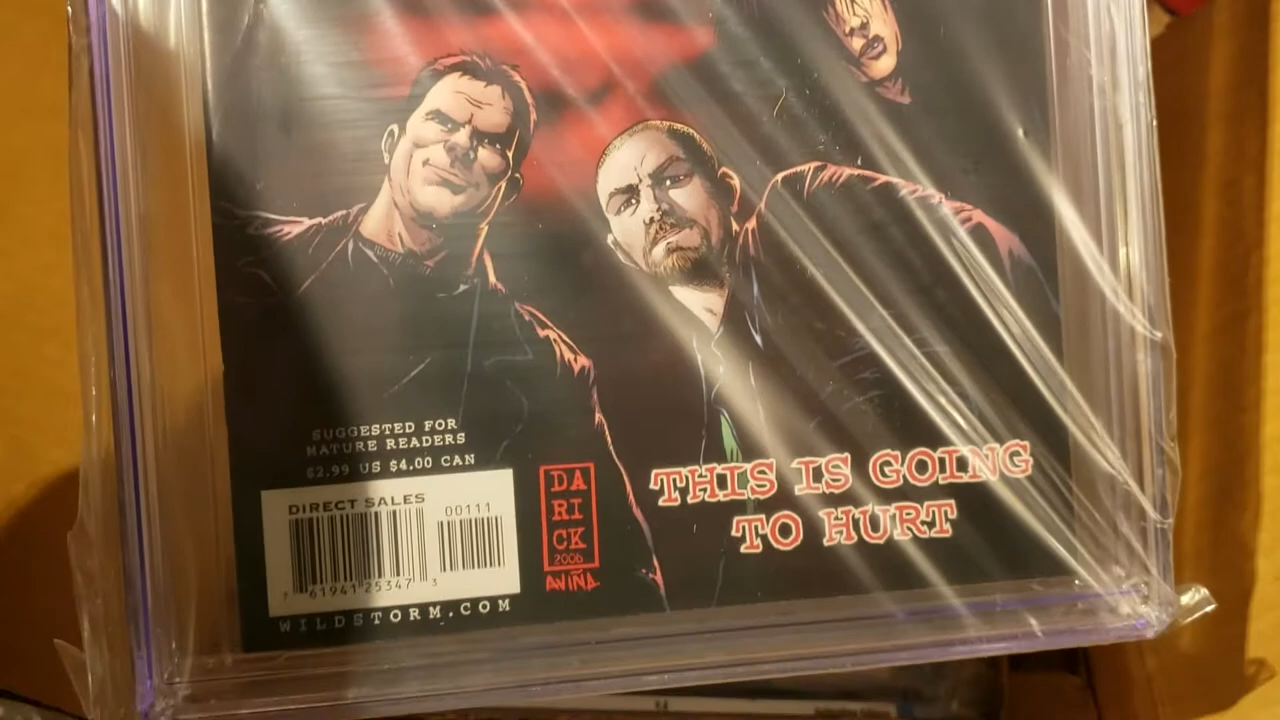 SUGGESTED FOR
MATURE READERS
$2.99 US $4.00 CAN
DIRECT SALES
00111
7 61941 25347 3
WILDSTORM.COM
DA
RI
CK
2006
AVIÑA
THIS IS GOING
TO HURT